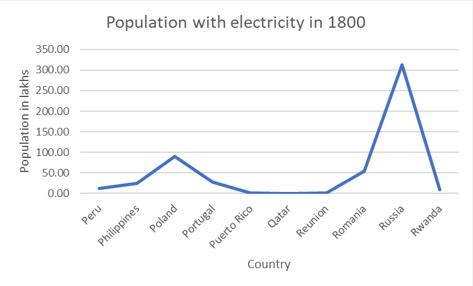 Population with electricity in 1800
350.00
300.00
250.00
200.00
150.00
100.00
50.00
0.00
Population in lakhs
Peru
Philippines
Poland
Portugal
Puerto Rico
Qatar
Reunion
Romania
Russia
Rwanda
Country